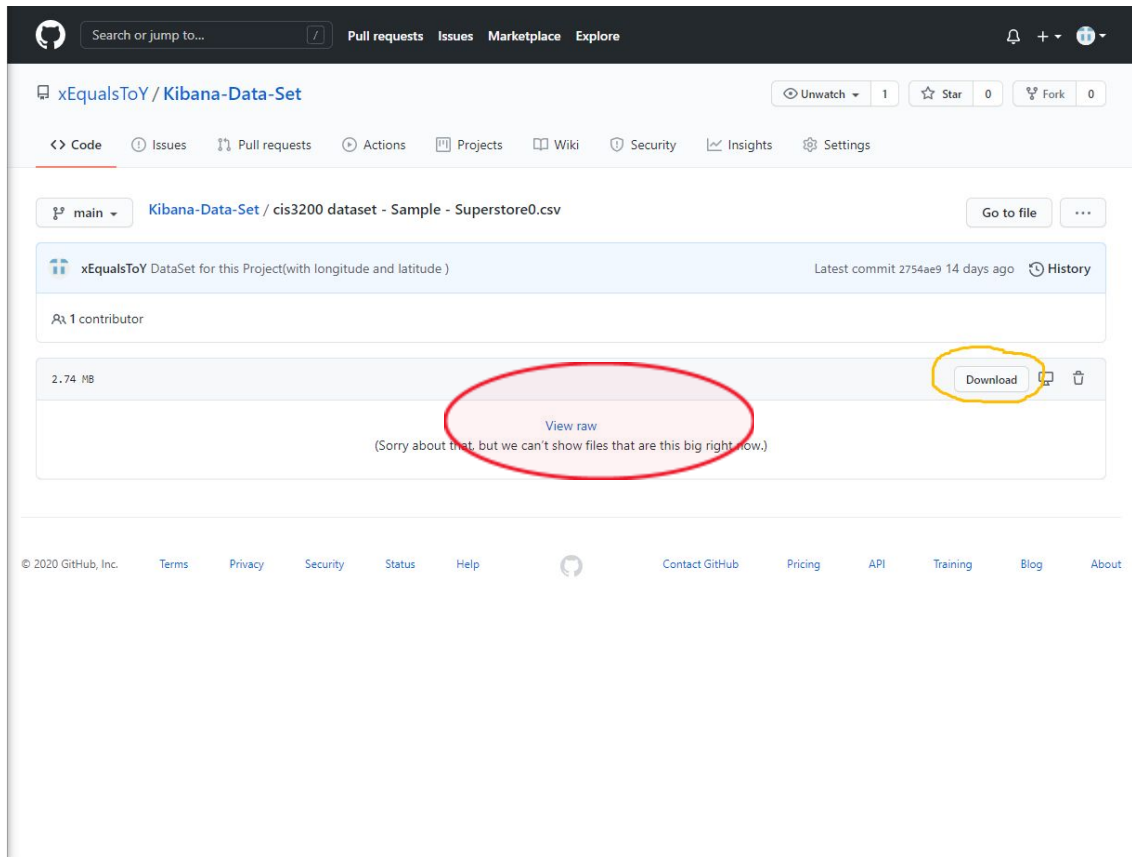 Search or jump to... / Pull requests Issues Marketplace Explore
xEqualsToY / Kibana-Data-Set Unwatch 1 Star 0 Fork 0
Code Issues Pull requests Actions Projects Wiki Security Insights Settings
main Kibana-Data-Set / cis3200 dataset - Sample - Superstore0.csv Go to file ...
xEqualsToY DataSet for this Project(with longitude and latitude ) Latest commit 2754ae9 14 days ago History
1 contributor
2.74 MB Download
View raw
(Sorry about that, but we can't show files that are this big right now.)
© 2020 GitHub, Inc. Terms Privacy Security Status Help Contact GitHub Pricing API Training Blog About